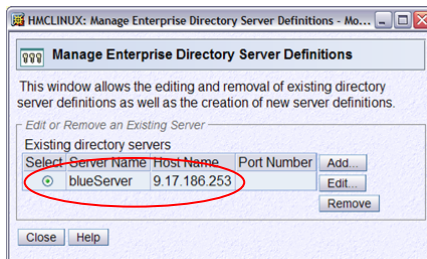 HMCLINUX: Manage Enterprise Directory Server Definitions - Mo...
Manage Enterprise Directory Server Definitions
This window allows the editing and removal of existing directory
server definitions as well as the creation of new server definitions.
Edit or Remove an Existing Server
Existing directory servers
Select Server Name Host Name Port Number Add...
blueServer 9.17.186.253 Edit...
Remove
Close Help